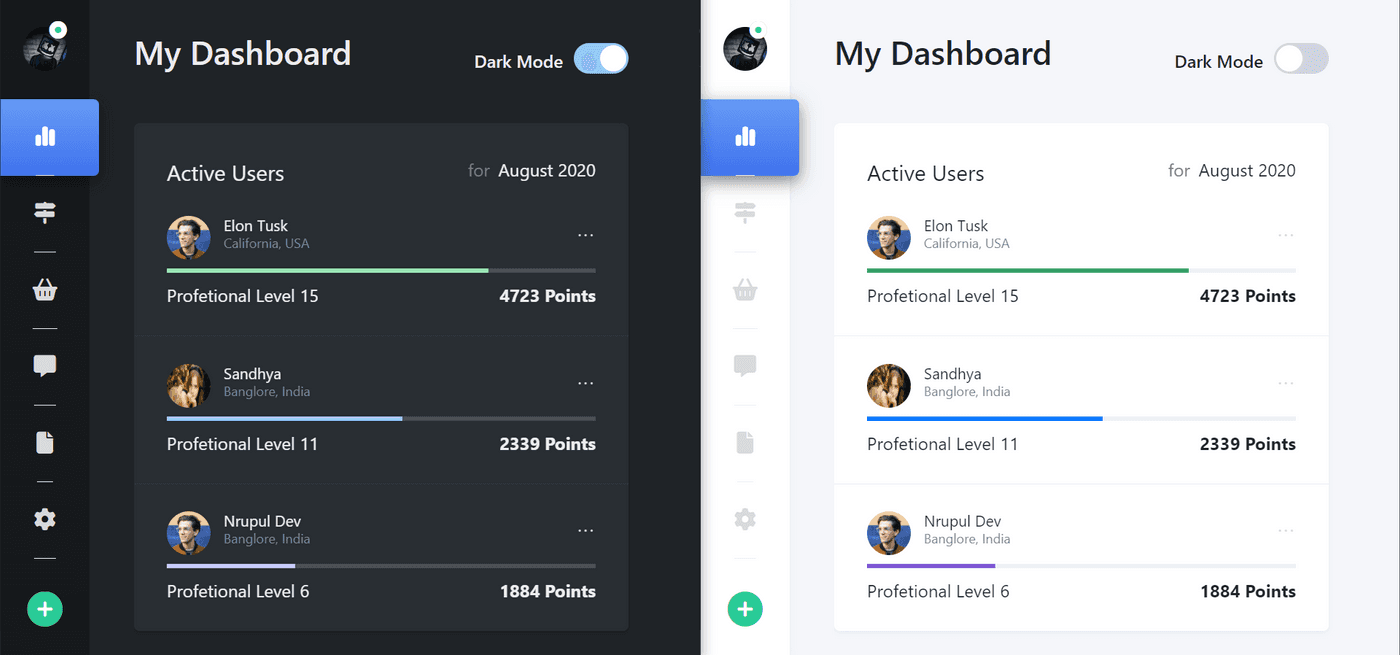 My Dashboard
Dark Mode
Active Users
for August 2020
Elon Tusk
California, USA
...
Profetional Level 15
4723 Points
Sandhya
Banglore, India
...
Profetional Level 11
2339 Points
Nrupul Dev
Banglore, India
...
Profetional Level 6
1884 Points
My Dashboard
Dark Mode
Active Users
for August 2020
Elon Tusk
California, USA
...
Profetional Level 15
4723 Points
Sandhya
Banglore, India
...
Profetional Level 11
2339 Points
Nrupul Dev
Banglore, India
...
Profetional Level 6
1884 Points